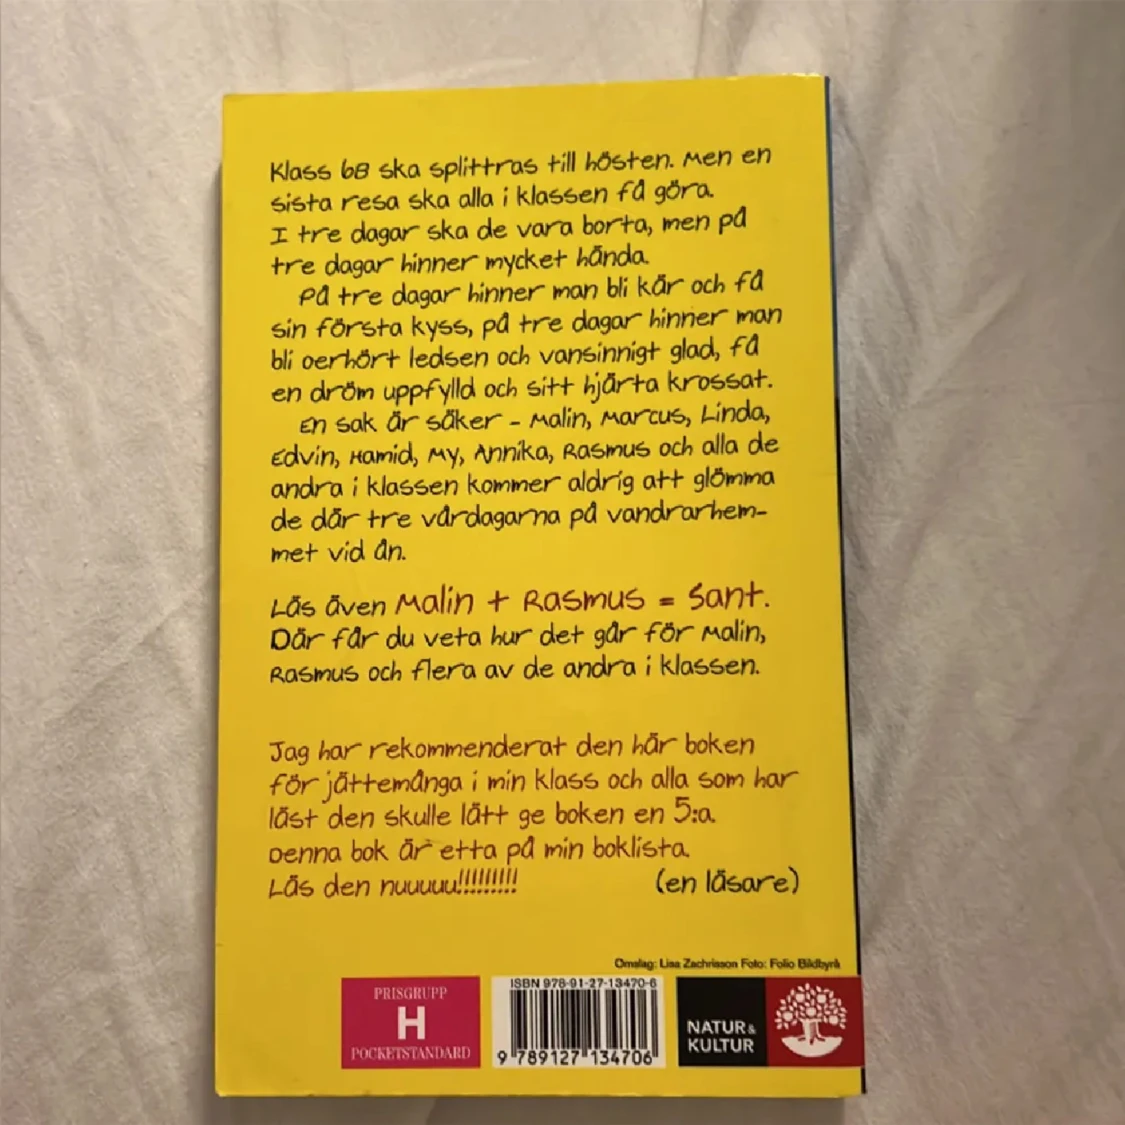 Klass 6B ska splittras till hösten. Men en
sista resa ska alla i klassen få göra.
I tre dagar ska de vara borta, men på
tre dagar hinner mycket hända.
På tre dagar hinner man bli kär och få
sin första kyss, på tre dagar hinner man
bli oerhört ledsen och vansinnigt glad, få
en dröm uppfylld och sitt hjärta krossat.
En sak är säker - Malin, Marcus, Linda,
Edvin, Hamid, My, Annika, Rasmus och alla de
andra i klassen kommer aldrig att glömma
de där tre vårdagarna på vandrarhem-
met vid ån.
Läs även Malin + Rasmus = Sant.
Där får du veta hur det går för Malin,
Rasmus och flera av de andra i klassen.
Jag har rekommenderat den här boken
för jättemånga i min klass och alla som har
läst den skulle lätt ge boken en 5:a.
Denna bok är etta på min boklista.
Läs den nuuuuu!!!!!!!!! (en läsare)
Omslag: Lisa Zachrisson Foto: Folio Bildbyrå
PRISGRUPP
H
POCKETSTANDARD
ISBN 978-91-27-13470-6
9 789127 134706
NATUR &
KULTUR